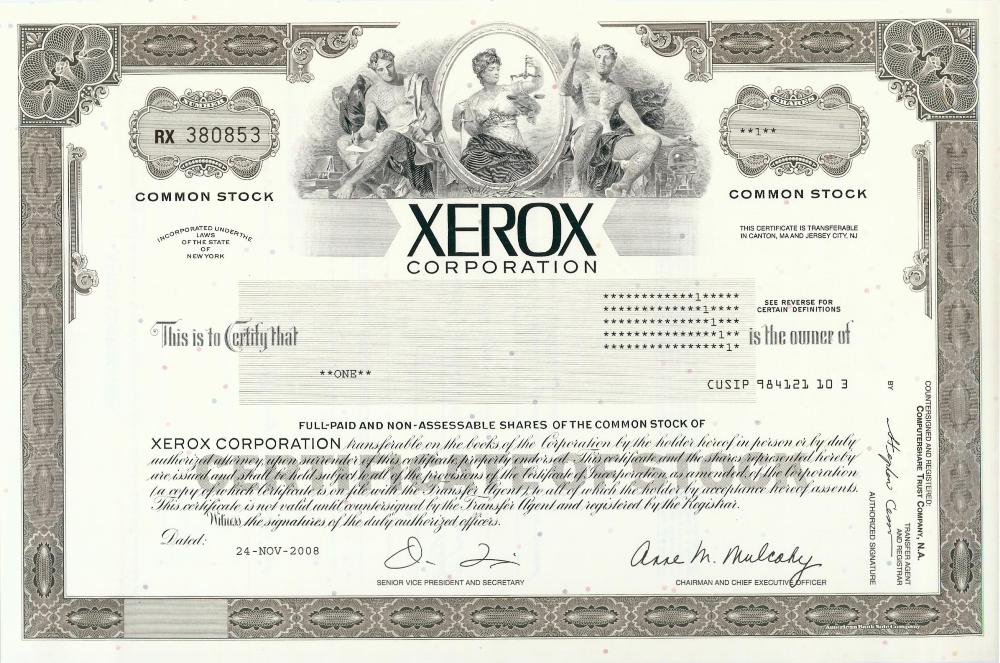 NUMBER
RX 380853
COMMON STOCK
INCORPORATED UNDER THE
LAWS
OF THE STATE
OF
NEW YORK
SHARES
**1**
COMMON STOCK
THIS CERTIFICATE IS TRANSFERABLE
IN CANTON, MA AND JERSEY CITY, NJ
XEROX
CORPORATION
************1*****
*************1****
**************1***
***************1**
****************1*
SEE REVERSE FOR
CERTAIN DEFINITIONS
This is to Certify that
is the owner of
**ONE**
CUSIP 984121 10 3
FULL-PAID AND NON-ASSESSABLE SHARES OF THE COMMON STOCK OF
XEROX CORPORATION transferable on the books of the Corporation by the holder hereof in person or by duly
authorized attorney, upon surrender of this certificate properly endorsed. This certificate and the shares represented hereby
are issued and shall be held subject to all of the provisions of the Certificate of Incorporation, as amended, of the Corporation
(a copy of which Certificate is on file with the Transfer Agent), to all of which the holder by acceptance hereof assents.
This certificate is not valid until countersigned by the Transfer Agent and registered by the Registrar.
Witness, the signatures of the duly authorized officers.
Dated:
24-NOV-2008
Anne M. Mulcahy
SENIOR VICE PRESIDENT AND SECRETARY
CHAIRMAN AND CHIEF EXECUTIVE OFFICER
COUNTERSIGNED AND REGISTERED:
COMPUTERSHARE TRUST COMPANY, N.A.
TRANSFER AGENT
AND REGISTRAR
BY
AUTHORIZED SIGNATURE
American Bank Note Company